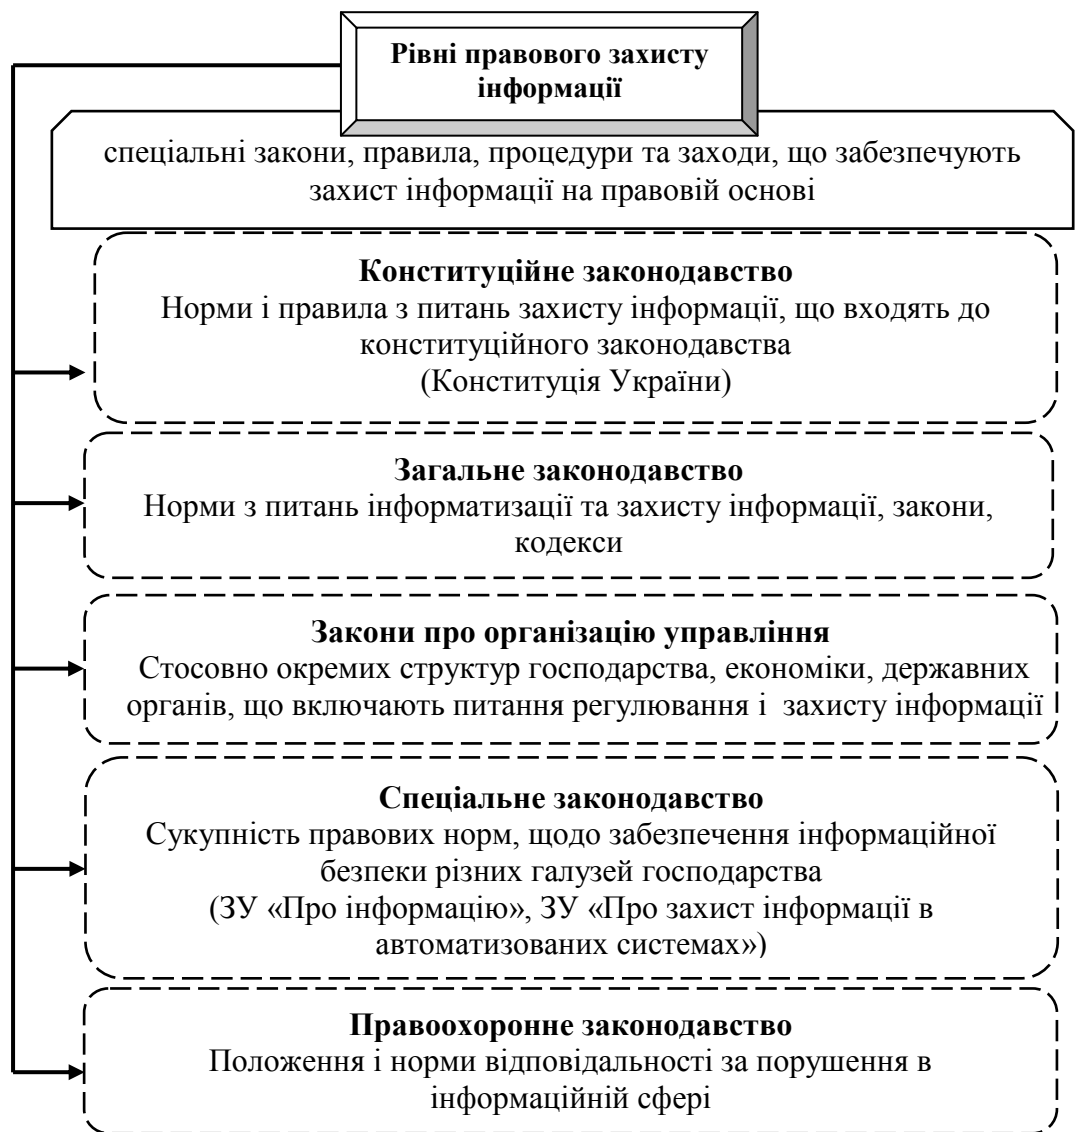 Рівні правового захисту
інформації
спеціальні закони, правила, процедури та заходи, що забезпечують
захист інформації на правовій основі
Конституційне законодавство
Норми і правила з питань захисту інформації, що входять до
конституційного законодавства
(Конституція України)
Загальне законодавство
Норми з питань інформатизації та захисту інформації, закони,
кодекси
Закони про організацію управління
Стосовно окремих структур господарства, економіки, державних
органів, що включають питання регулювання і захисту інформації
Спеціальне законодавство
Сукупність правових норм, щодо забезпечення інформаційної
безпеки різних галузей господарства
(ЗУ «Про інформацію», ЗУ «Про захист інформації в
автоматизованих системах»)
Правоохоронне законодавство
Положення і норми відповідальності за порушення в
інформаційній сфері